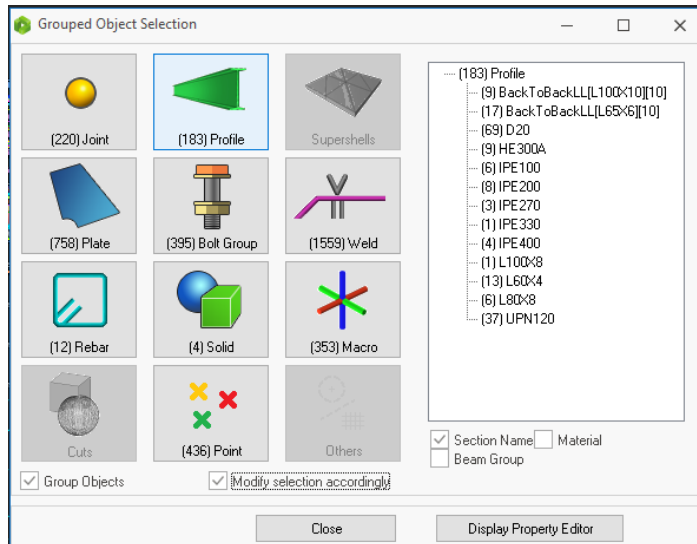 Grouped Object Selection
(220) Joint
(183) Profile
Supershells
(758) Plate
(395) Bolt Group
(1559) Weld
(12) Rebar
(4) Solid
(353) Macro
Cuts
(436) Point
Others
Group Objects
Modify selection accordingly
(183) Profile
(9) BackToBackLL[L100X10][10]
(17) BackToBackLL[L65X6][10]
(69) D20
(9) HE300A
(6) IPE100
(8) IPE200
(3) IPE270
(1) IPE330
(4) IPE400
(1) L100X8
(13) L60X4
(6) L80X8
(37) UPN120
Section Name
Material
Beam Group
Close
Display Property Editor